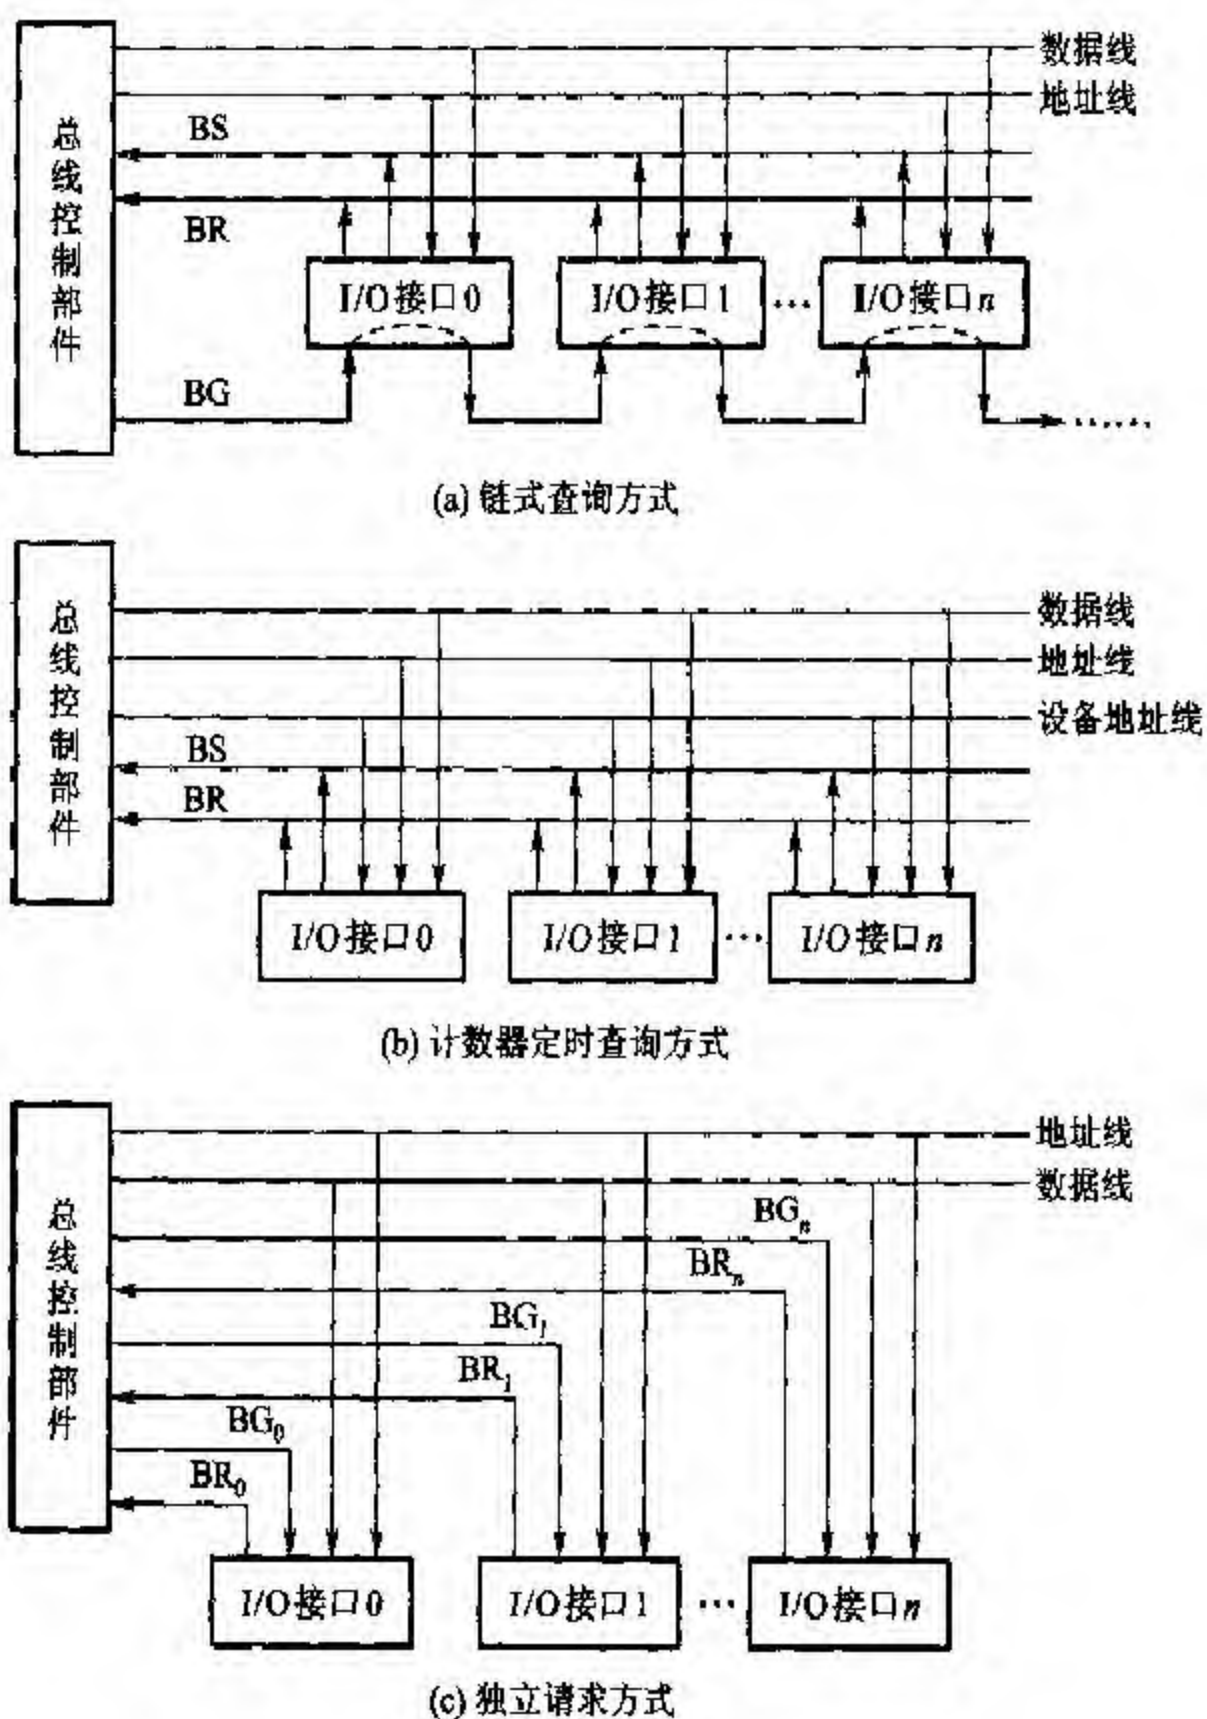 总线控制部件
数据线
地址线
BS
BR
I/O接口0
I/O接口1
…
I/O接口n
BG
……
(a) 链式查询方式
总线控制部件
数据线
地址线
设备地址线
BS
BR
I/O接口0
I/O接口1
…
I/O接口n
(b) 计数器定时查询方式
总线控制部件
地址线
数据线
BGn
BRn
BG1
BR1
BG0
BR0
I/O接口0
I/O接口1
…
I/O接口n
(c) 独立请求方式